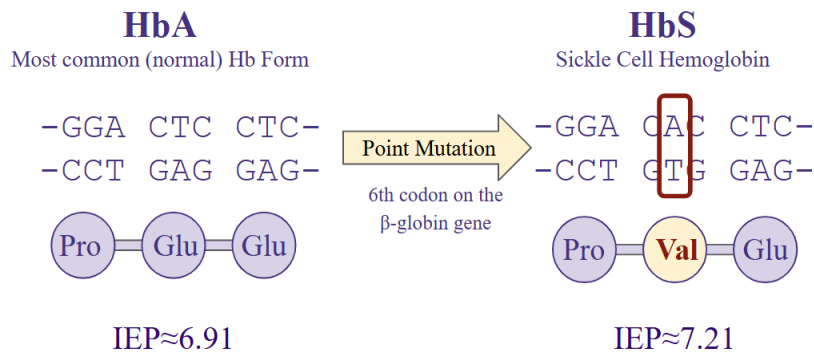 HbA
Most common (normal) Hb Form
-GGA CTC CTC-
-CCT GAG GAG-
Pro Glu Glu
IEP≈6.91
Point Mutation
6th codon on the
β-globin gene
HbS
Sickle Cell Hemoglobin
-GGA CAC CTC-
-CCT GTG GAG-
Pro Val Glu
IEP≈7.21